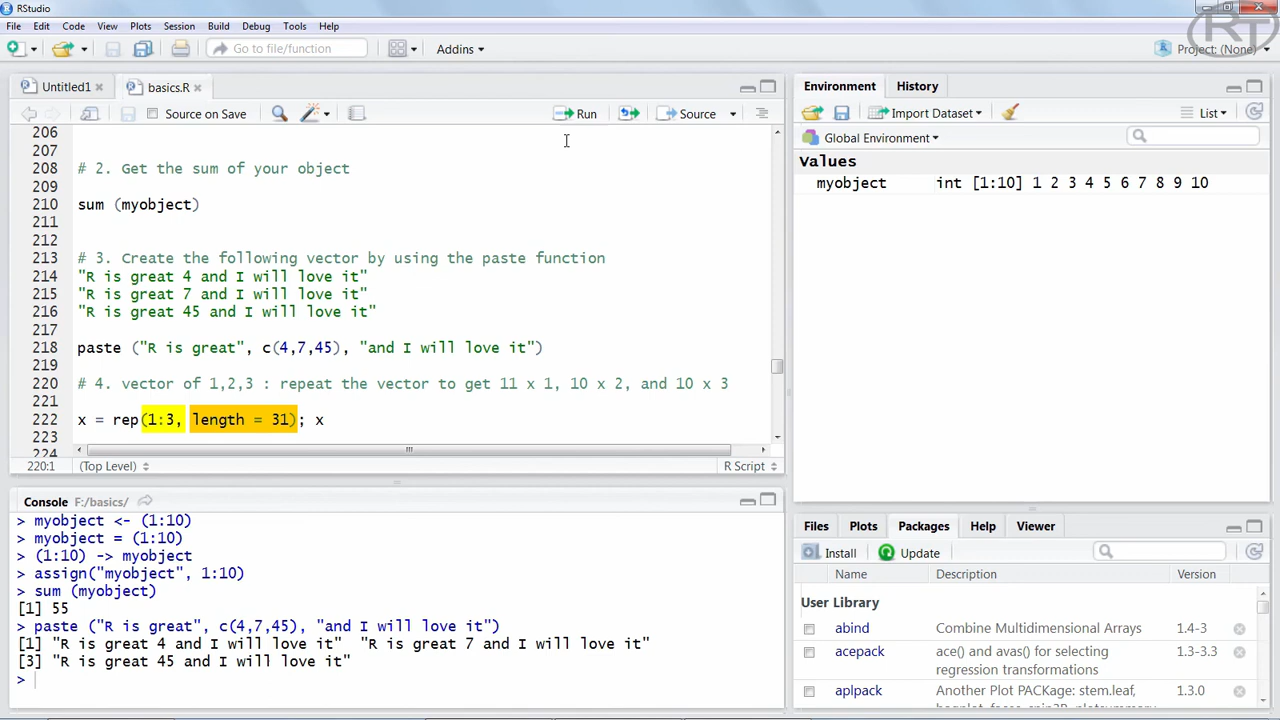 RStudio
File Edit Code View Plots Session Build Debug Tools Help
RT
Go to file/function
Addins
Project: (None)
Untitled1
basics.R
Source on Save
Run
Source
206
207
208 # 2. Get the sum of your object
209
210 sum (myobject)
211
212
213 # 3. Create the following vector by using the paste function
214 "R is great 4 and I will love it"
215 "R is great 7 and I will love it"
216 "R is great 45 and I will love it"
217
218 paste ("R is great", c(4,7,45), "and I will love it")
219
220 # 4. vector of 1,2,3 : repeat the vector to get 11 x 1, 10 x 2, and 10 x 3
221
222 x = rep(1:3, length = 31); x
223
224
220:1 (Top Level) R Script
Console F:/basics/
> myobject <- (1:10)
> myobject = (1:10)
> (1:10) -> myobject
> assign("myobject", 1:10)
> sum (myobject)
[1] 55
> paste ("R is great", c(4,7,45), "and I will love it")
[1] "R is great 4 and I will love it" "R is great 7 and I will love it"
[3] "R is great 45 and I will love it"
>
Environment History
Import Dataset List
Global Environment
Values
myobject int [1:10] 1 2 3 4 5 6 7 8 9 10
Files Plots Packages Help Viewer
Install Update
Name Description Version
User Library
abind Combine Multidimensional Arrays 1.4-3
acepack ace() and avas() for selecting regression transformations 1.3-3.3
aplpack Another Plot PACKage: stem.leaf, 1.3.0